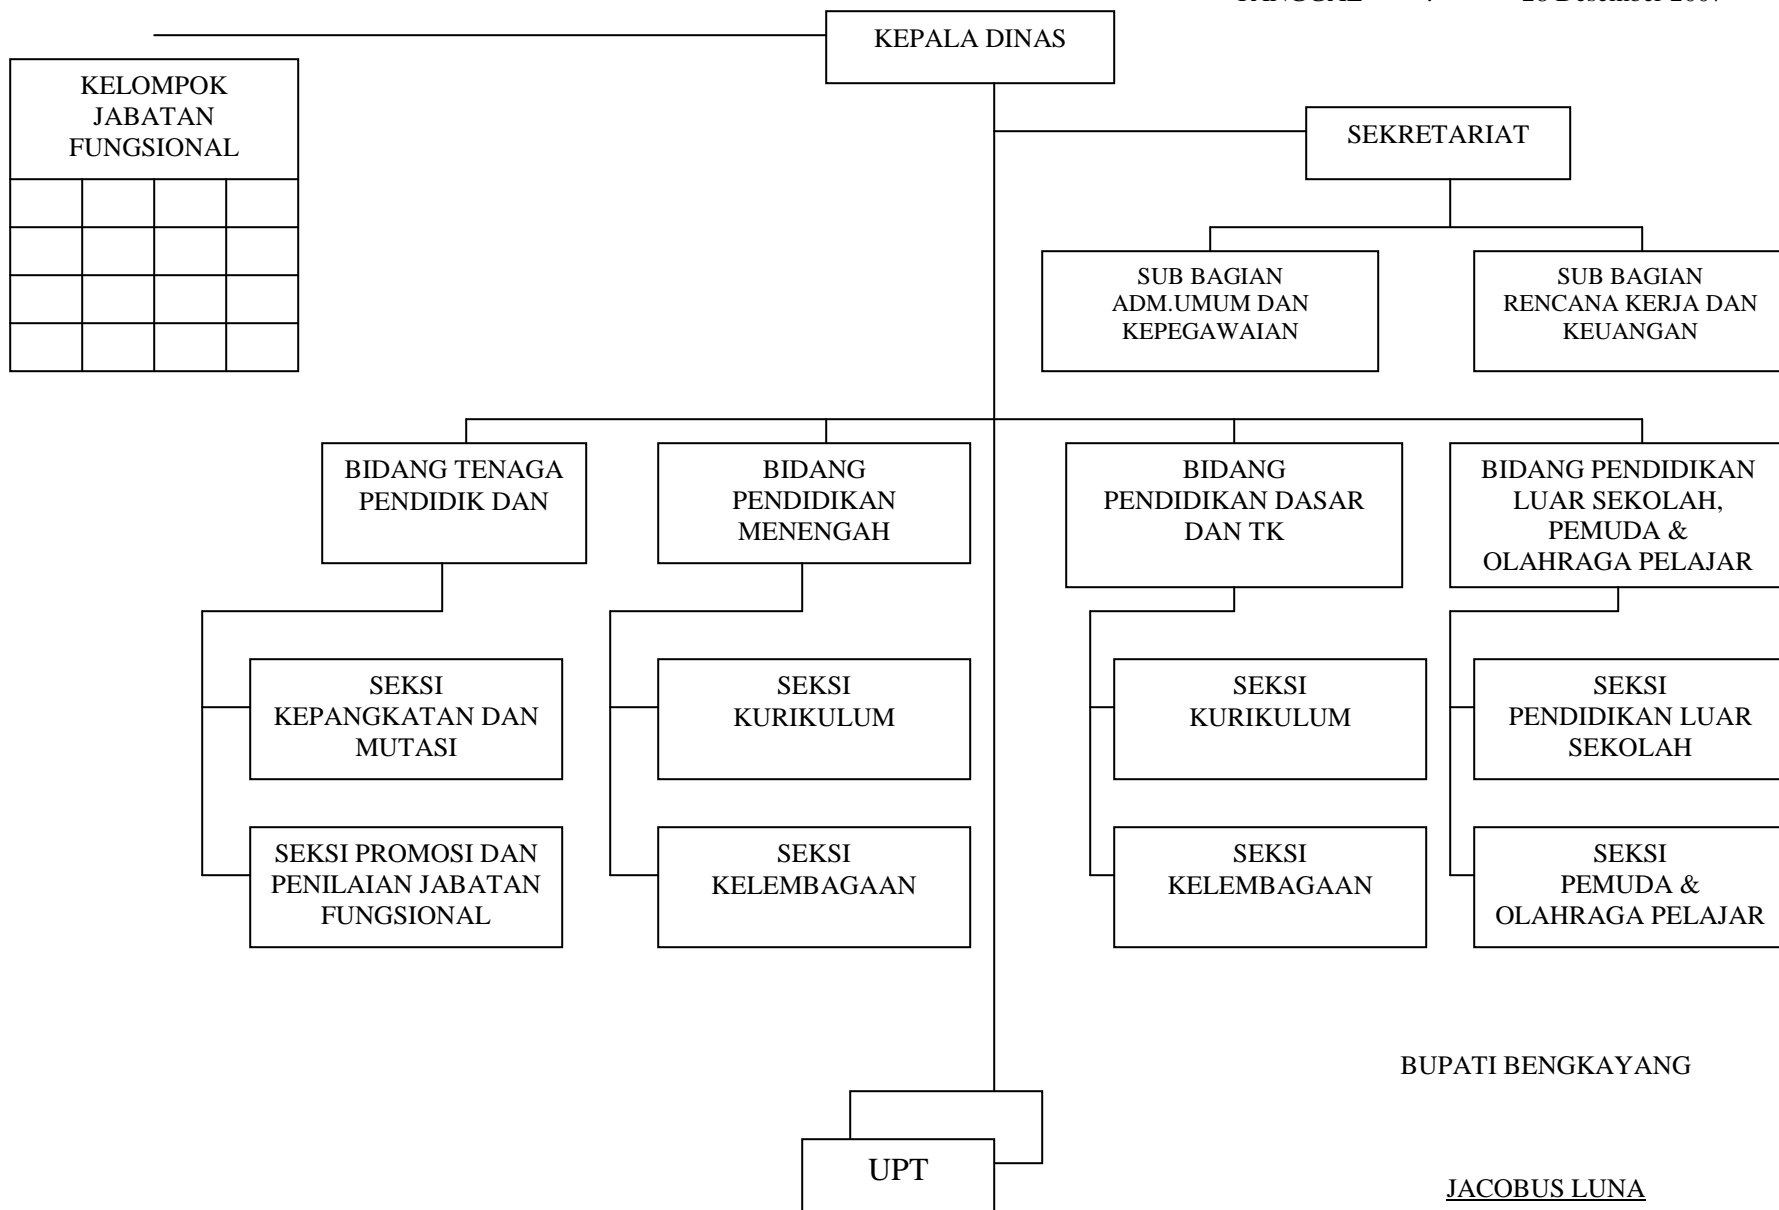 KEPALA DINAS
KELOMPOK
JABATAN
FUNGSIONAL
SEKRETARIAT
SUB BAGIAN
ADM.UMUM DAN
KEPEGAWAIAN
SUB BAGIAN
RENCANA KERJA DAN
KEUANGAN
BIDANG TENAGA
PENDIDIK DAN
BIDANG
PENDIDIKAN
MENENGAH
BIDANG
PENDIDIKAN DASAR
DAN TK
BIDANG PENDIDIKAN
LUAR SEKOLAH,
PEMUDA &
OLAHRAGA PELAJAR
SEKSI
KEPANGKATAN DAN
MUTASI
SEKSI
KURIKULUM
SEKSI
KURIKULUM
SEKSI
PENDIDIKAN LUAR
SEKOLAH
SEKSI PROMOSI DAN
PENILAIAN JABATAN
FUNGSIONAL
SEKSI
KELEMBAGAAN
SEKSI
KELEMBAGAAN
SEKSI
PEMUDA &
OLAHRAGA PELAJAR
BUPATI BENGKAYANG
UPT
JACOBUS LUNA